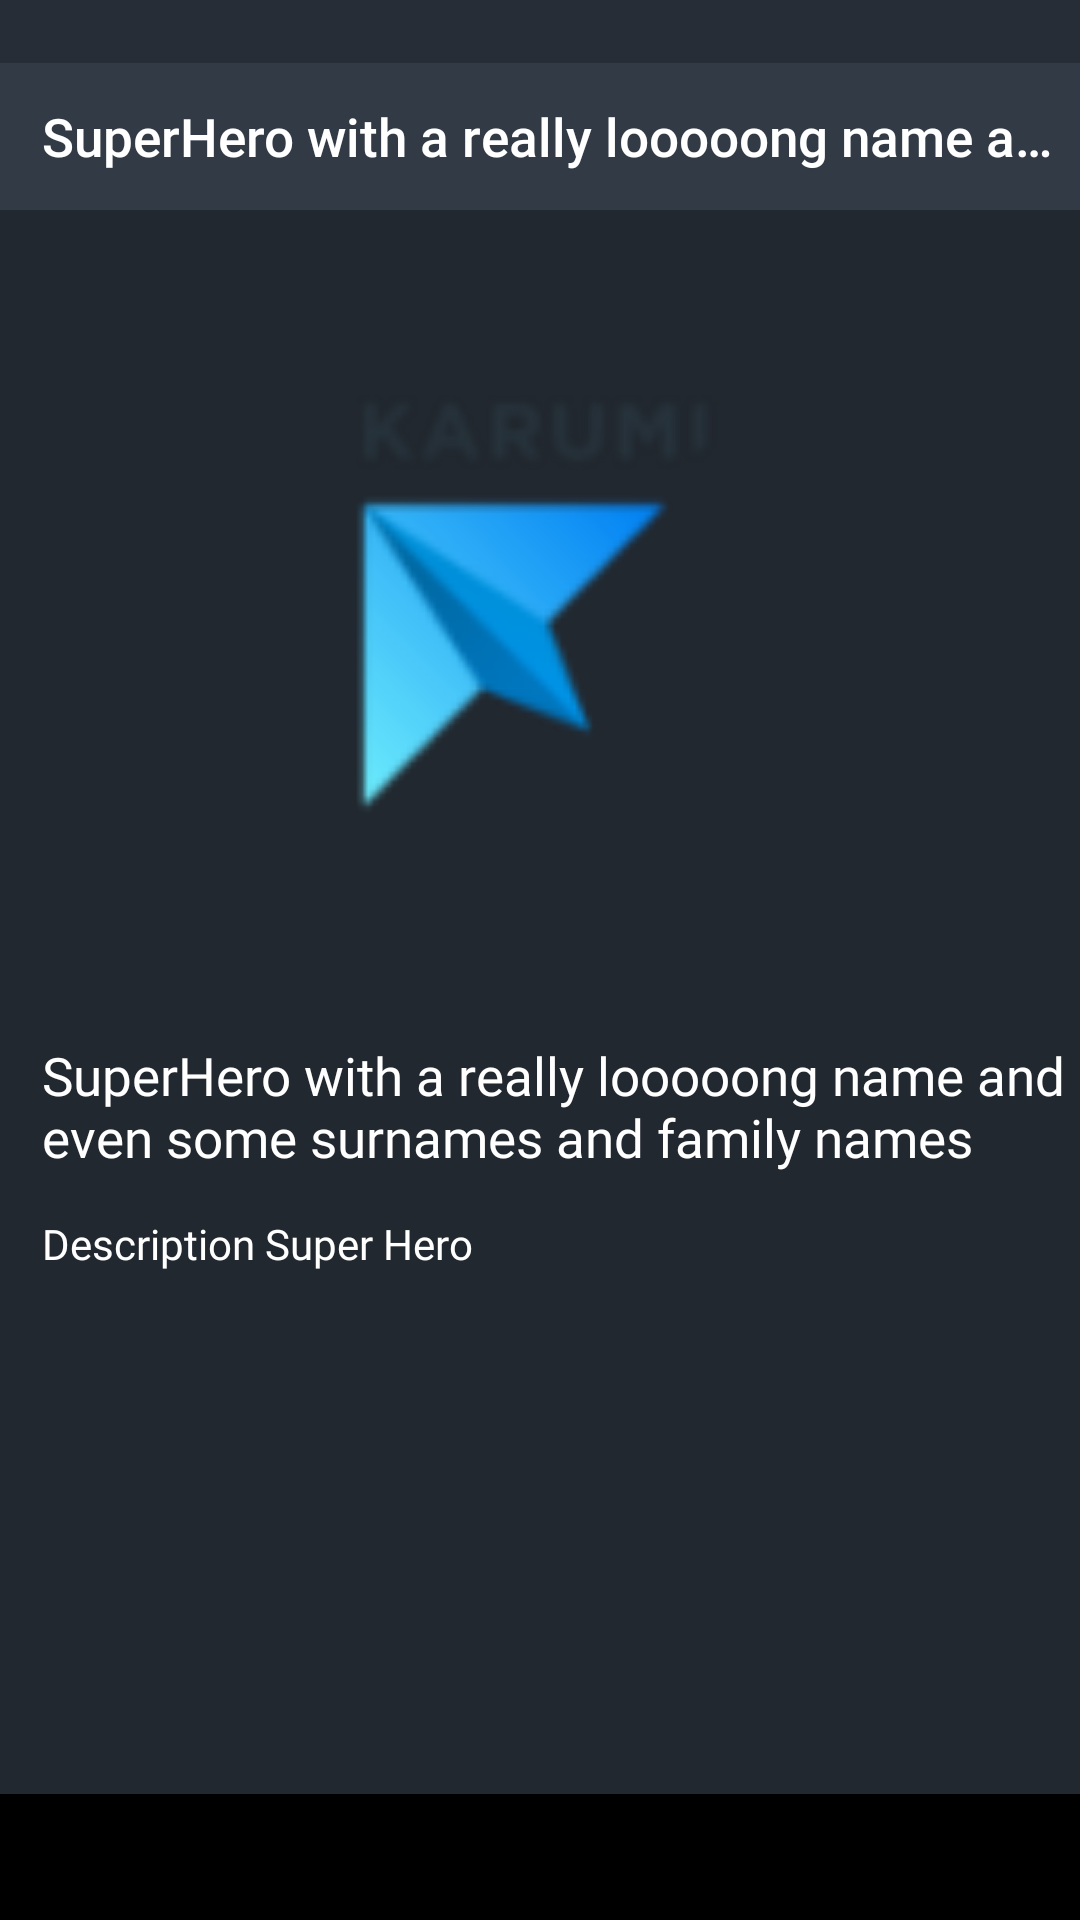 SuperHero with a really looooong name a...
KARUMI
SuperHero with a really looooong name and
even some surnames and family names
Description Super Hero